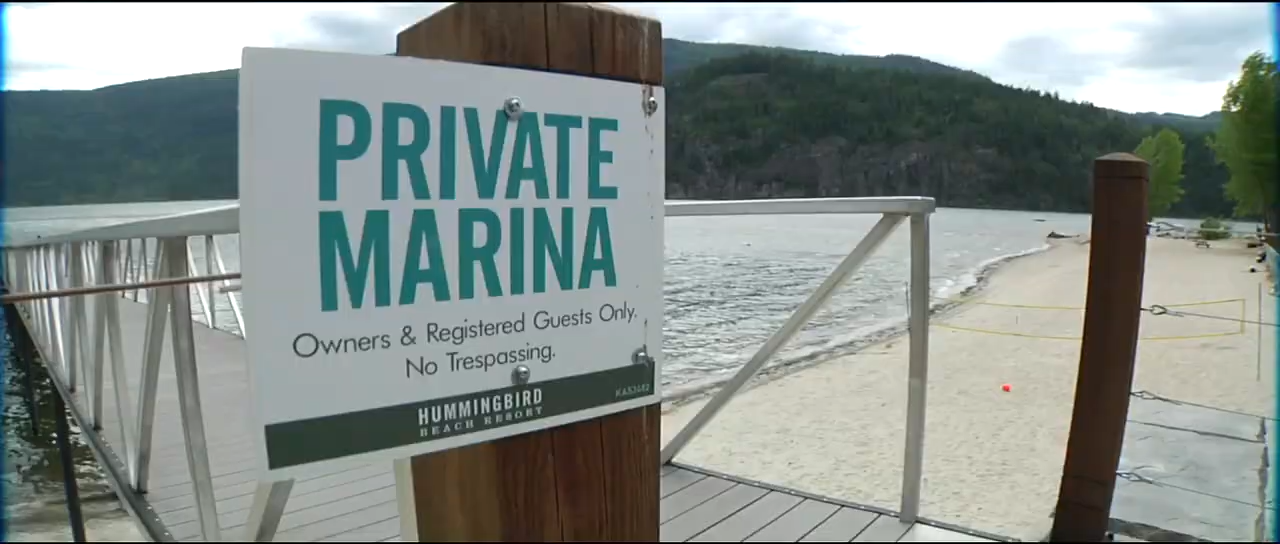 PRIVATE
MARINA
Owners & Registered Guests Only.
No Trespassing.
HUMMINGBIRD
BEACH RESORT